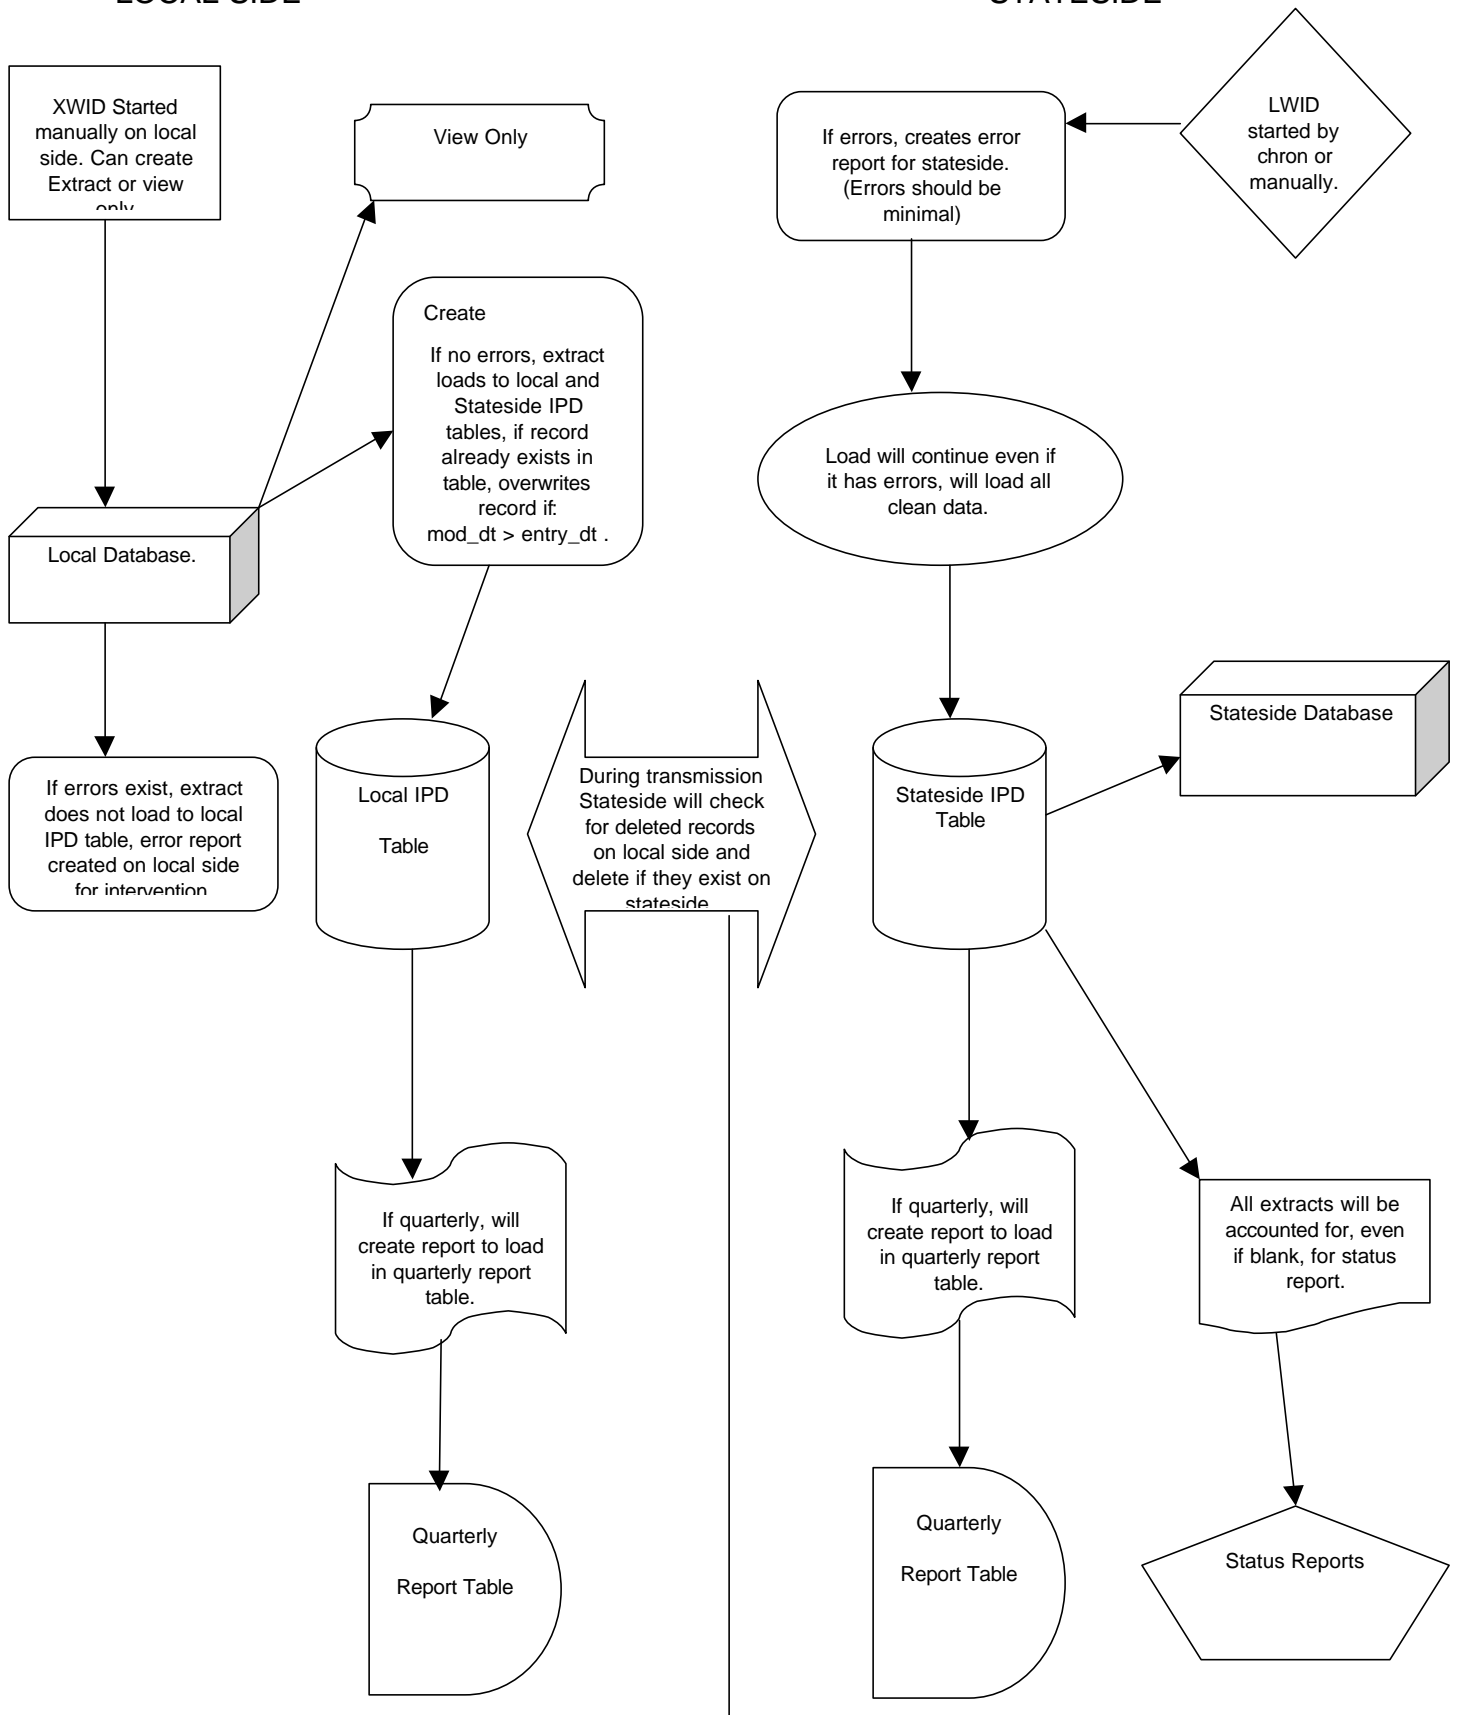 LOCAL SIDE
STATESIDE
XWID Started
manually on local
side. Can create
Extract or view
only
View Only
Create
If no errors, extract
loads to local and
Stateside IPD
tables, if record
already exists in
table, overwrites
record if:
mod_dt > entry_dt .
Local Database.
If errors exist, extract
does not load to local
IPD table, error report
created on local side
for intervention
Local IPD
Table
During transmission
Stateside will check
for deleted records
on local side and
delete if they exist on
stateside
If quarterly, will
create report to load
in quarterly report
table.
Quarterly
Report Table
If errors, creates error
report for stateside.
(Errors should be
minimal)
LWID
started by
chron or
manually.
Load will continue even if
it has errors, will load all
clean data.
Stateside IPD
Table
Stateside Database
If quarterly, will
create report to load
in quarterly report
table.
All extracts will be
accounted for, even
if blank, for status
report.
Quarterly
Report Table
Status Reports